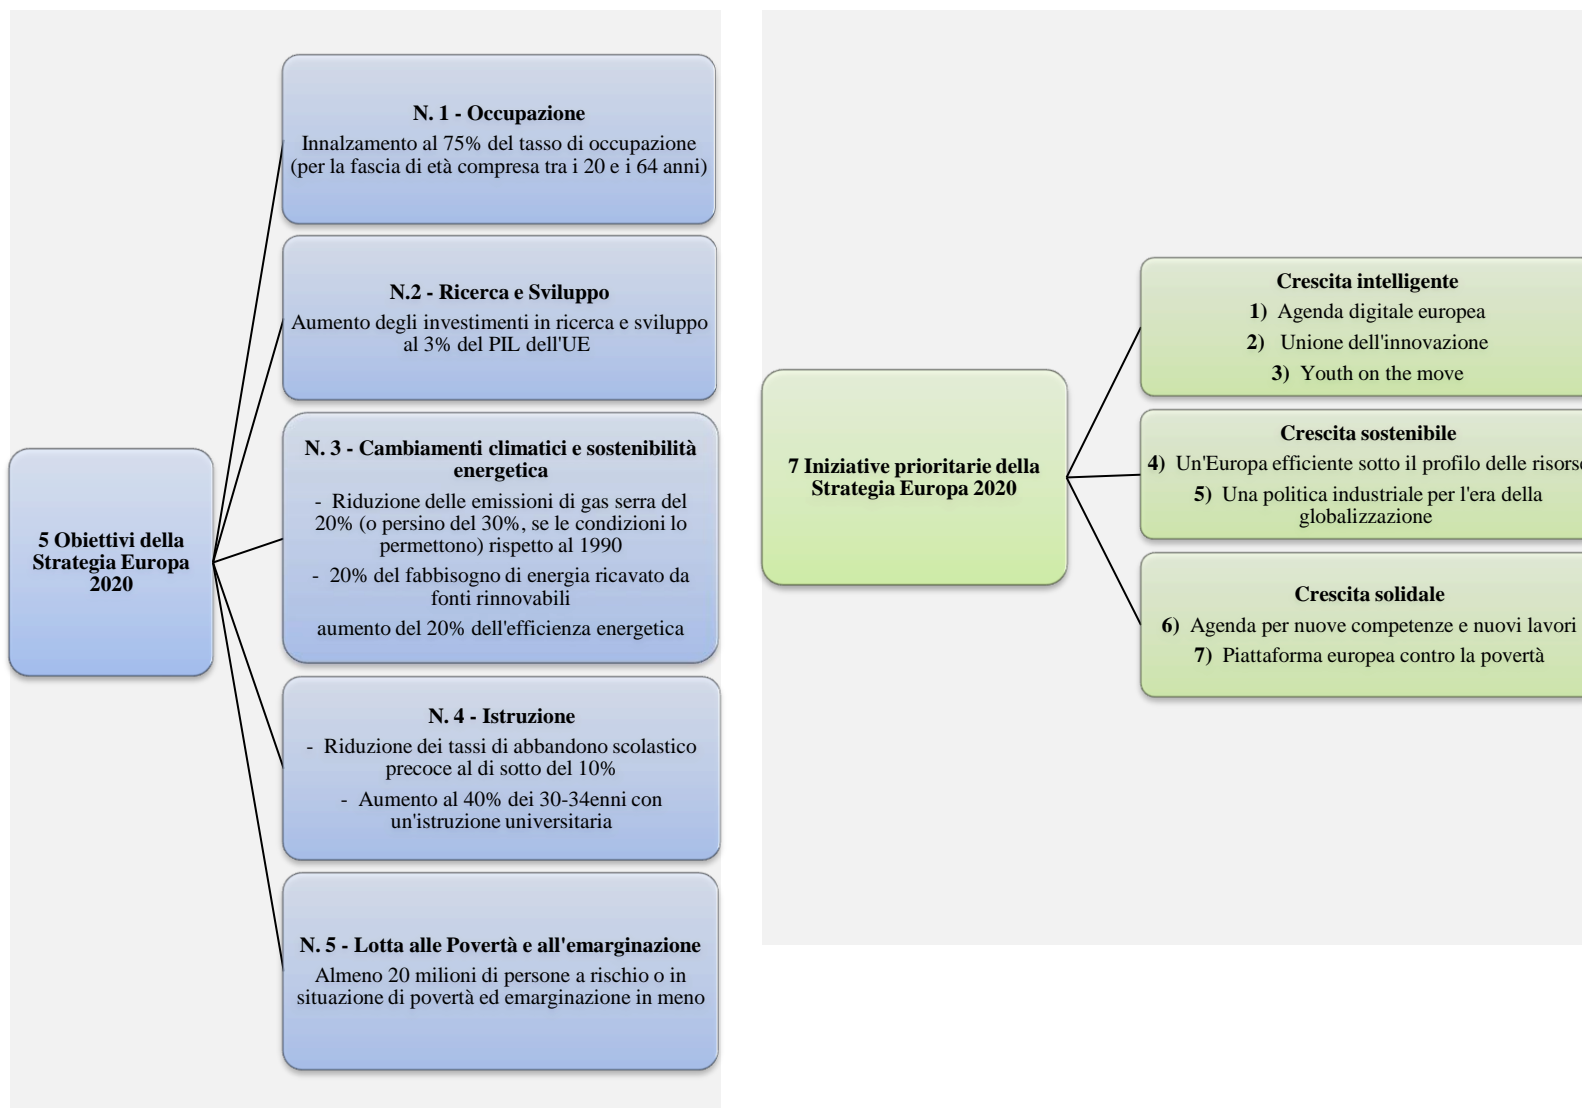 5 Obiettivi della
Strategia Europa
2020
N. 1 - Occupazione
Innalzamento al 75% del tasso di occupazione
(per la fascia di età compresa tra i 20 e i 64 anni)
N.2 - Ricerca e Sviluppo
Aumento degli investimenti in ricerca e sviluppo
al 3% del PIL dell'UE
N. 3 - Cambiamenti climatici e sostenibilità
energetica
- Riduzione delle emissioni di gas serra del
20% (o persino del 30%, se le condizioni lo
permettono) rispetto al 1990
- 20% del fabbisogno di energia ricavato da
fonti rinnovabili
aumento del 20% dell'efficienza energetica
N. 4 - Istruzione
- Riduzione dei tassi di abbandono scolastico
precoce al di sotto del 10%
- Aumento al 40% dei 30-34enni con
un'istruzione universitaria
N. 5 - Lotta alle Povertà e all'emarginazione
Almeno 20 milioni di persone a rischio o in
situazione di povertà ed emarginazione in meno
7 Iniziative prioritarie della
Strategia Europa 2020
Crescita intelligente
1) Agenda digitale europea
2) Unione dell'innovazione
3) Youth on the move
Crescita sostenibile
4) Un'Europa efficiente sotto il profilo delle risorse
5) Una politica industriale per l'era della
globalizzazione
Crescita solidale
6) Agenda per nuove competenze e nuovi lavori
7) Piattaforma europea contro la povertà